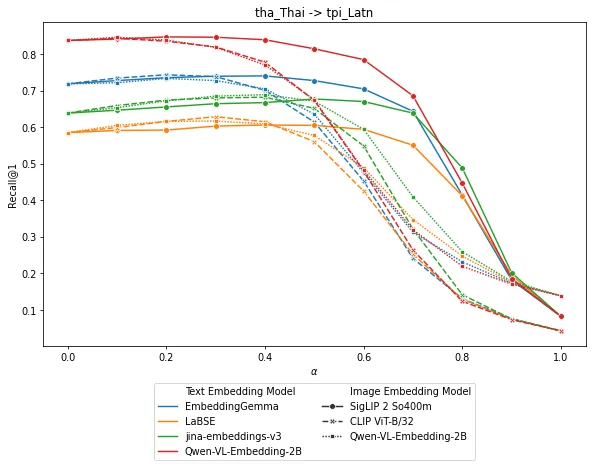 tha_Thai -> tpi_Latn
Recall@1
0.8
0.7
0.6
0.5
0.4
0.3
0.2
0.1
0.0 0.2 0.4 0.6 0.8 1.0
α
Text Embedding Model
EmbeddingGemma
LaBSE
jina-embeddings-v3
Qwen-VL-Embedding-2B
Image Embedding Model
SigLIP 2 So400m
CLIP ViT-B/32
Qwen-VL-Embedding-2B